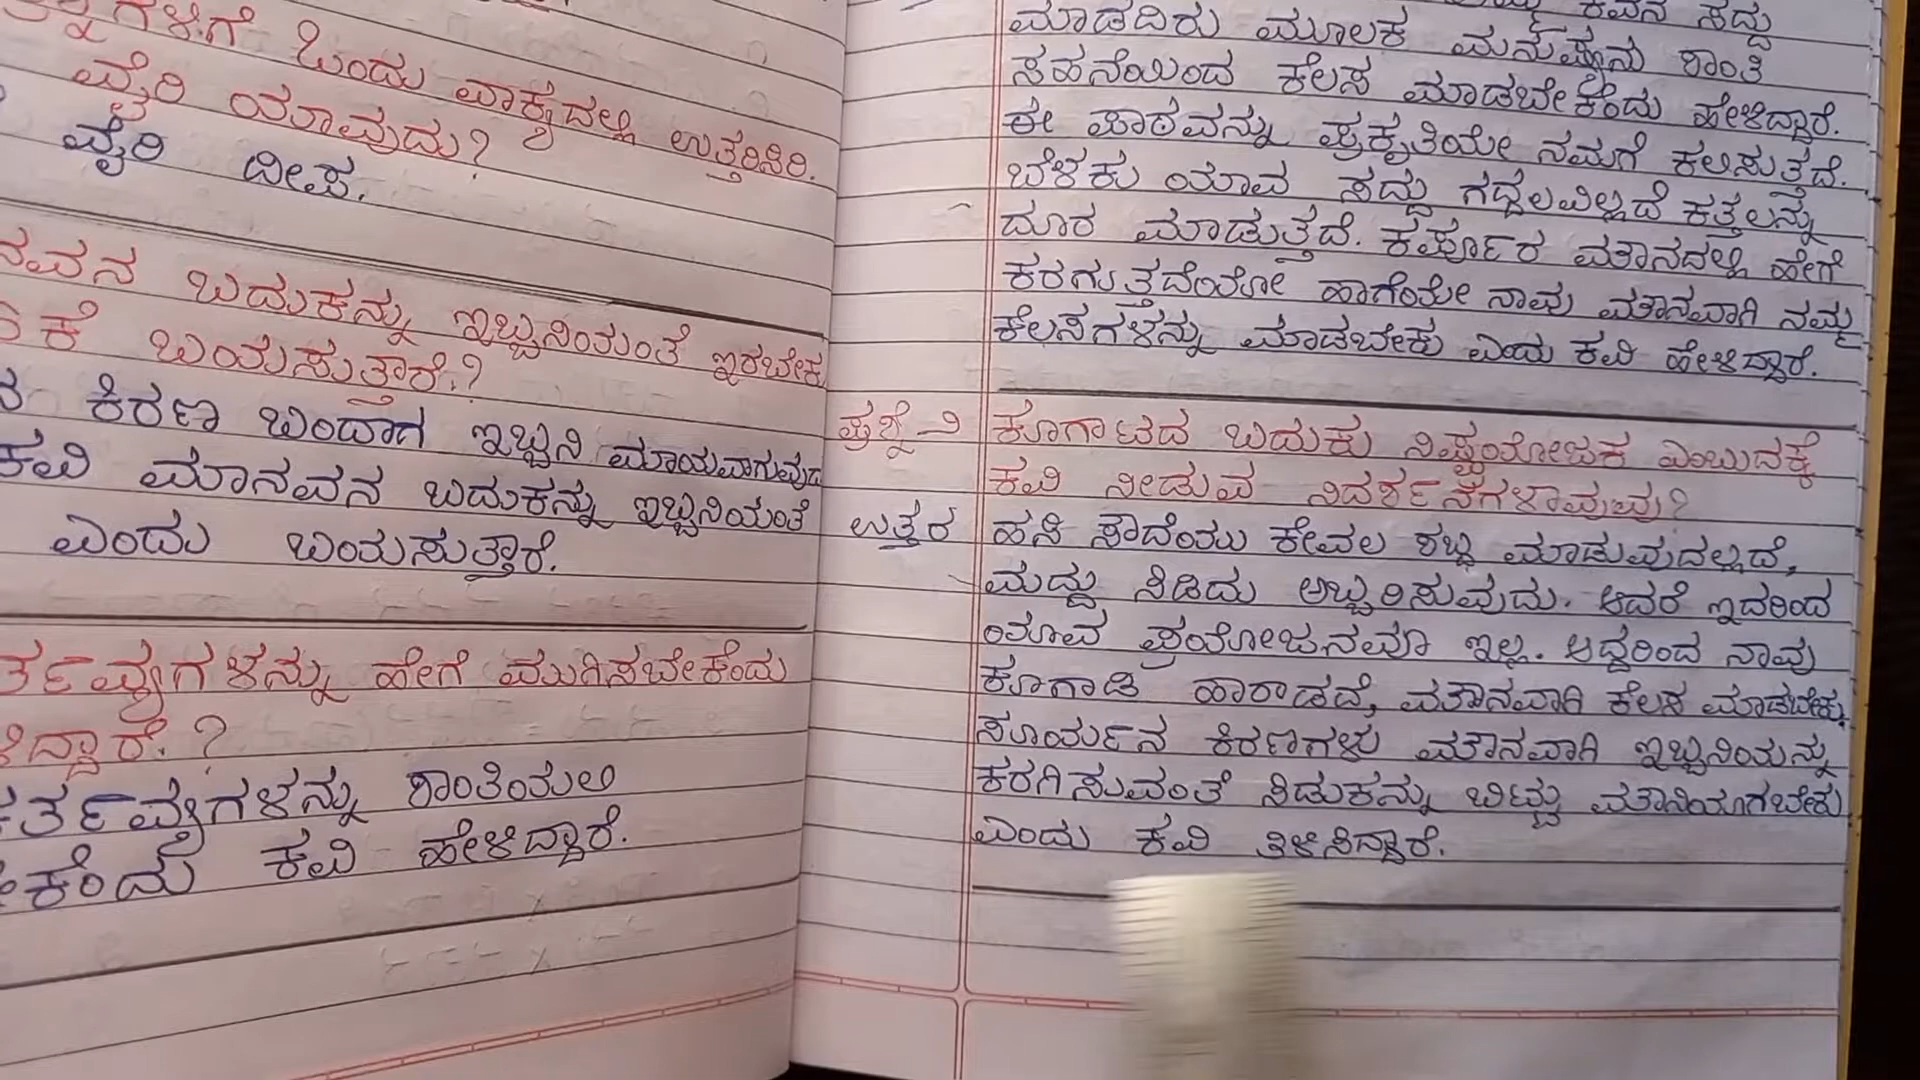 ಗಳಿಗೆ ಒಂದು ವಾಕ್ಯದಲ್ಲಿ ಉತ್ತರಿಸಿರಿ.
ವೈರಿ ಯಾವುದು?
ವೈರಿ ದೀಪ.
ನವನ ಬದುಕನ್ನು ಇಬ್ಬನಿಯಂತೆ ಇರಬೇಕ
ಕೆ ಬಯಸುತ್ತಾರೆ.?
ಕಿರಣ ಬಂದಾಗ ಇಬ್ಬನಿ ಮಾಯವಾಗುವುದ
ಕವಿ ಮಾನವನ ಬದುಕನ್ನು ಇಬ್ಬನಿಯಂತೆ
ಎಂದು ಬಯಸುತ್ತಾರೆ.
ರ್ತವ್ಯಗಳನ್ನು ಹೇಗೆ ಮುಗಿಸಬೇಕೆಂದು
ಳಿದ್ದಾರೆ. ?
ಕರ್ತವ್ಯಗಳನ್ನು ಶಾಂತಿಯಲಿ
ಕೆಂದು ಕವಿ ಹೇಳಿದ್ದಾರೆ.
ಕವನ ಸದ್ದು
ಮಾಡದಿರು ಮೂಲಕ ಮನುಷ್ಯನು ಶಾಂತಿ
ಸಹನೆಯಿಂದ ಕೆಲಸ ಮಾಡಬೇಕೆಂದು ಹೇಳಿದ್ದಾರೆ.
ಈ ಪಾಠವನ್ನು ಪ್ರಕೃತಿಯೇ ನಮಗೆ ಕಲಿಸುತ್ತದೆ.
ಬೆಳಕು ಯಾವ ಸದ್ದು ಗದ್ದಲವಿಲ್ಲದೆ ಕತ್ತಲನ್ನು
ದೂರ ಮಾಡುತ್ತದೆ. ಕರ್ಪೂರ ಮೌನದಲ್ಲಿ ಹೇಗೆ
ಕರಗುತ್ತದೆಯೋ ಹಾಗೆಯೇ ನಾವು ಮೌನವಾಗಿ ನಮ್ಮ
ಕೆಲಸಗಳನ್ನು ಮಾಡಬೇಕು ಎಂದು ಕವಿ ಹೇಳಿದ್ದಾರೆ.
ಪ್ರಶ್ನೆ ೨ ಕೂಗಾಟದ ಬದುಕು ನಿಷ್ಪ್ರಯೋಜಕ ಎಂಬುದಕ್ಕೆ
ಕವಿ ನೀಡುವ ನಿದರ್ಶನಗಳಾವುವು?
ಉತ್ತರ ಹಸಿ ಸೌದೆಯು ಕೇವಲ ಶಬ್ಧ ಮಾಡುವುದಲ್ಲದೆ,
ಮದ್ದು ಸಿಡಿದು ಅಬ್ಬರಿಸುವುದು. ಆದರೆ ಇದರಿಂದ
ಯಾವ ಪ್ರಯೋಜನವೂ ಇಲ್ಲ. ಆದ್ದರಿಂದ ನಾವು
ಕೂಗಾಡಿ ಹಾರಾಡದೆ, ಮೌನವಾಗಿ ಕೆಲಸ ಮಾಡಬೇಕು.
ಸೂರ್ಯನ ಕಿರಣಗಳು ಮೌನವಾಗಿ ಇಬ್ಬನಿಯನ್ನು
ಕರಗಿಸುವಂತೆ ಸಿಡುಕನ್ನು ಬಿಟ್ಟು ಮೌನಿಯಾಗಬೇಕು
ಎಂದು ಕವಿ ತಿಳಿಸಿದ್ದಾರೆ.